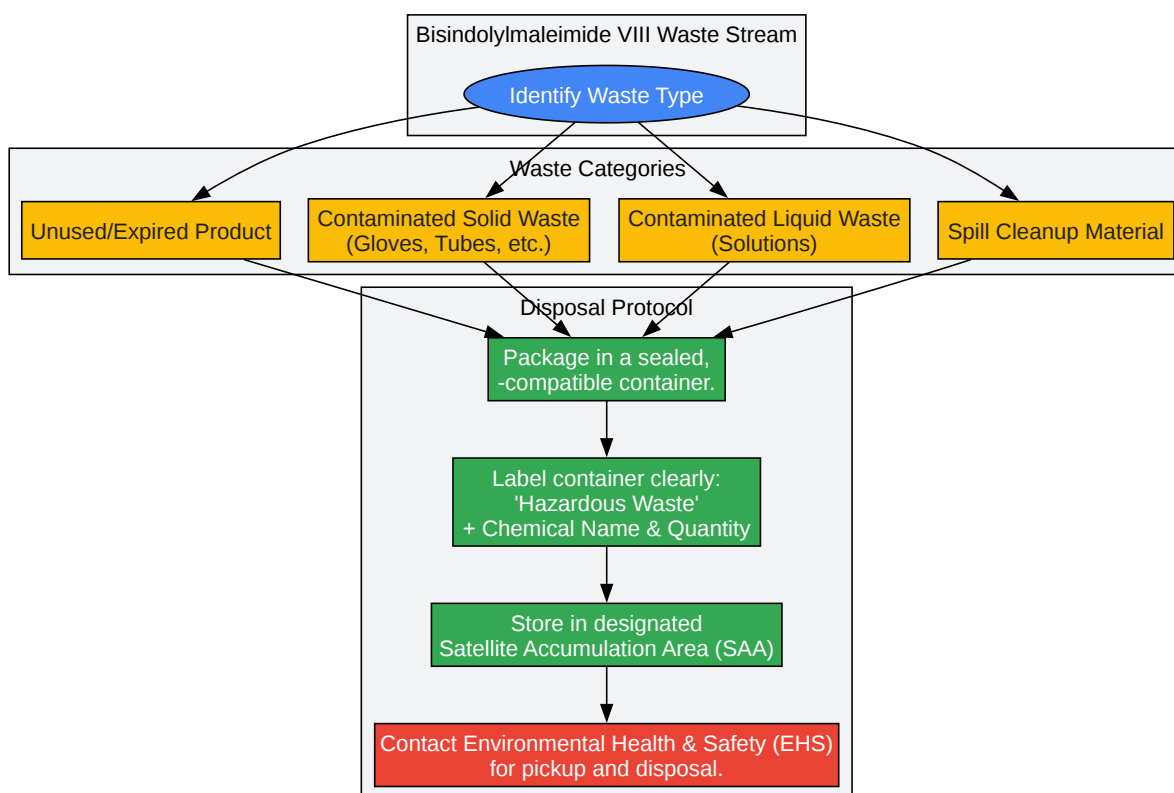 Bisindolylmaleimide VIII Waste Stream
Identify Waste Type
Waste Categories
Unused/Expired Product
Contaminated Solid Waste
(Gloves, Tubes, etc.)
Contaminated Liquid Waste
(Solutions)
Spill Cleanup Material
Disposal Protocol
Package in a sealed,
-compatible container.
Label container clearly:
'Hazardous Waste'
+ Chemical Name & Quantity
Store in designated
Satellite Accumulation Area (SAA)
Contact Environmental Health & Safety (EHS)
for pickup and disposal.